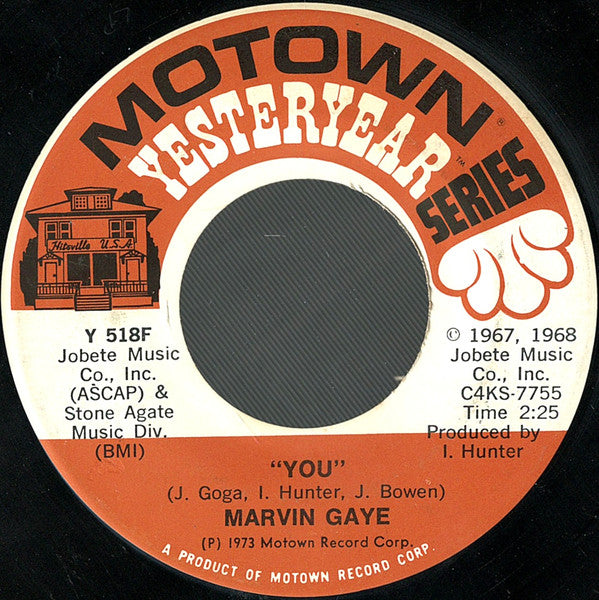 MOTOWN®
YESTERYEAR™
SERIES
Hitsville U.S.A.
Y 518F
Jobete Music
Co., Inc.
(ASCAP) &
Stone Agate
Music Div.
(BMI)
© 1967, 1968
Jobete Music
Co., Inc.
C4KS-7755
Time 2:25
Produced by
I. Hunter
"YOU"
(J. Goga, I. Hunter, J. Bowen)
MARVIN GAYE
(P) 1973 Motown Record Corp.
A PRODUCT OF MOTOWN RECORD CORP.